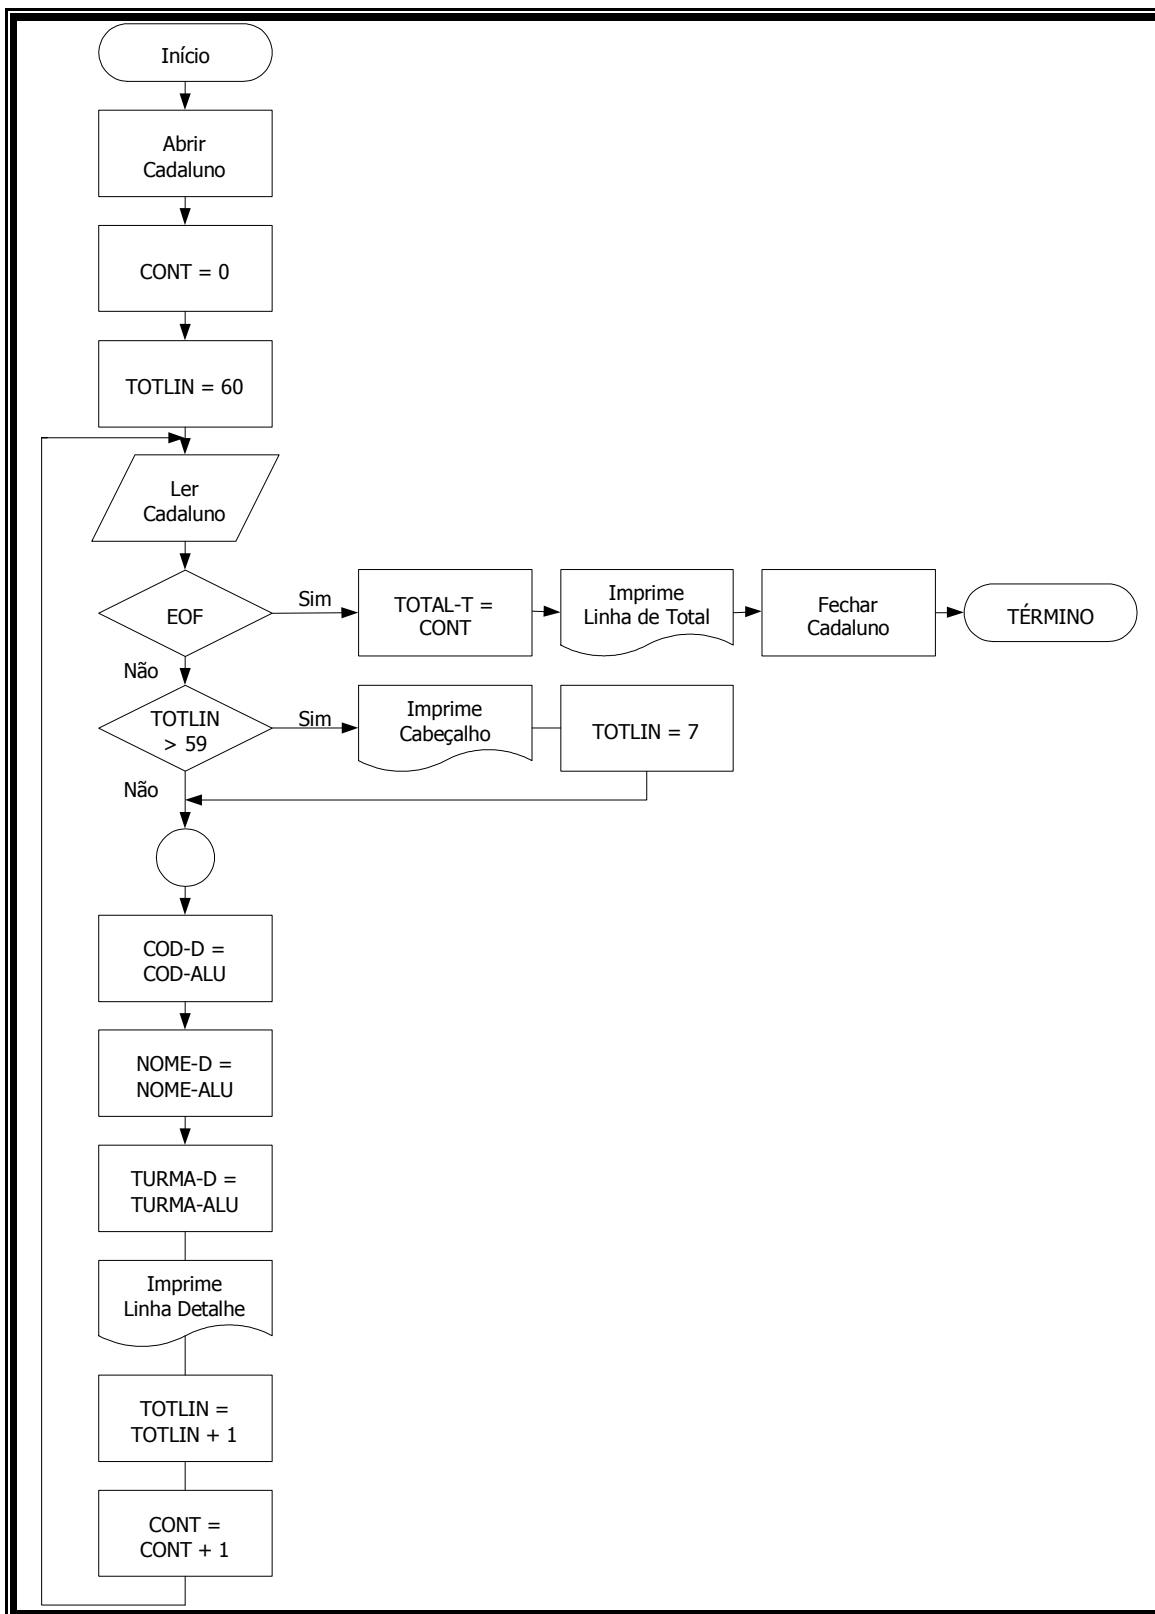 Início
Abrir
Cadaluno
CONT = 0
TOTLIN = 60
Ler
Cadaluno
EOF
Sim
TOTAL-T =
CONT
Imprime
Linha de Total
Fechar
Cadaluno
TÉRMINO
Não
TOTLIN
> 59
Sim
Imprime
Cabeçalho
TOTLIN = 7
Não
COD-D =
COD-ALU
NOME-D =
NOME-ALU
TURMA-D =
TURMA-ALU
Imprime
Linha Detalhe
TOTLIN =
TOTLIN + 1
CONT =
CONT + 1